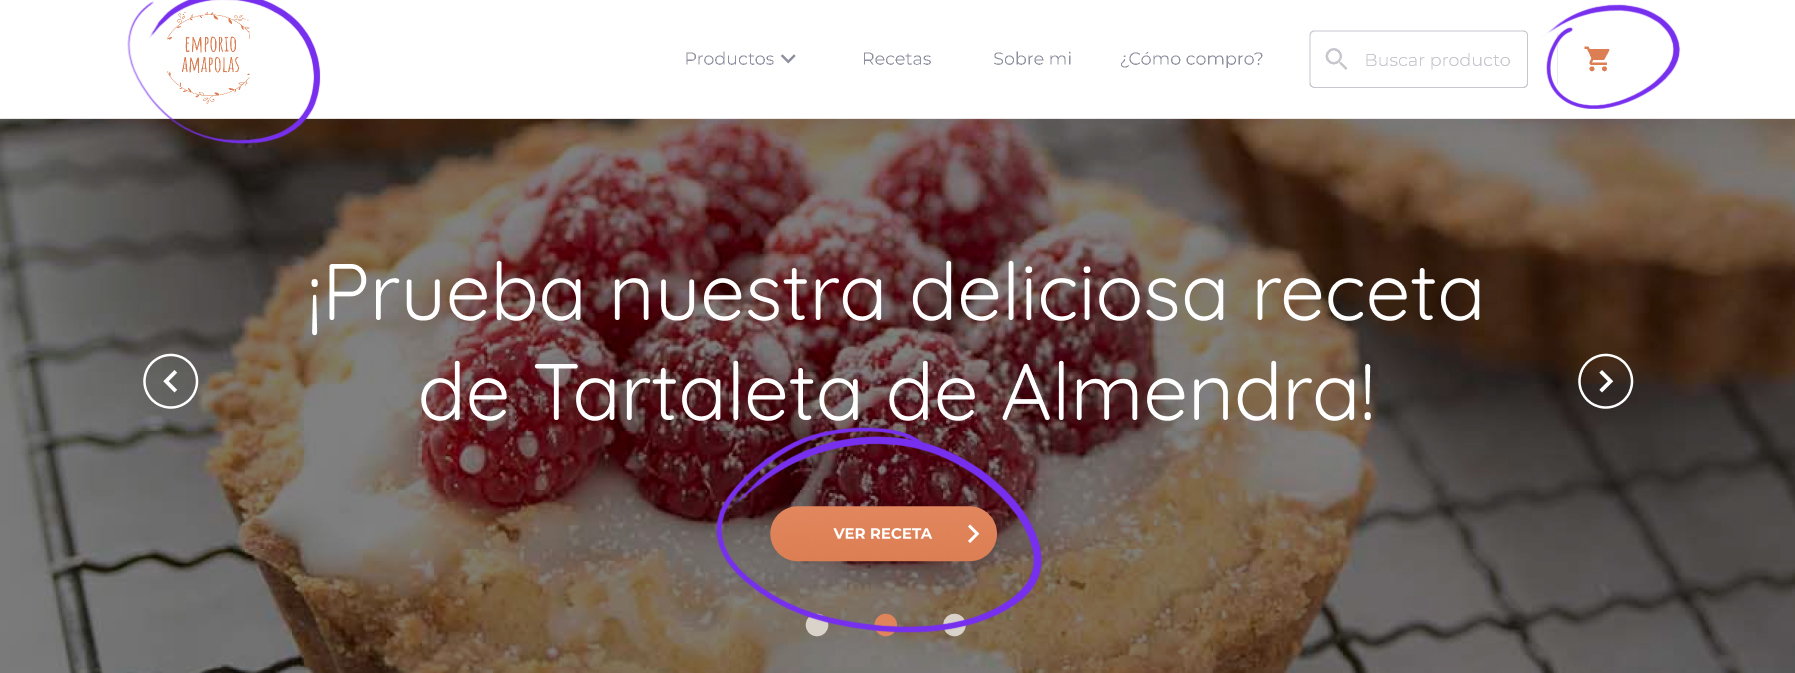 EMPORIO
AMAPOLAS
Productos
Recetas
Sobre mi
¿Cómo compro?
Buscar producto
¡Prueba nuestra deliciosa receta
de Tartaleta de Almendra!
VER RECETA